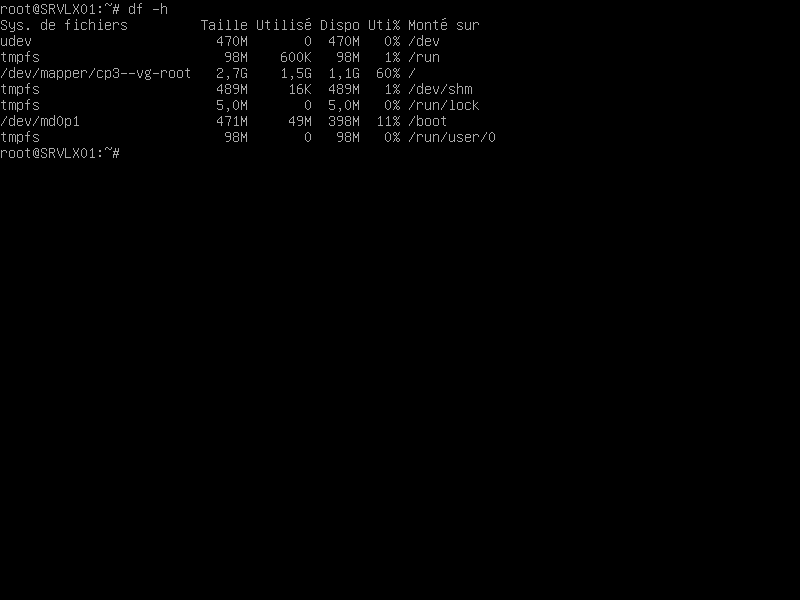 root@SRVLX01:~# df -h
Sys. de fichiers         Taille Utilisé Dispo Uti% Monté sur
udev                       470M       0  470M   0% /dev
tmpfs                       98M    600K   98M   1% /run
/dev/mapper/cp3--vg-root   2,7G    1,5G  1,1G  60% /
tmpfs                      489M     16K  489M   1% /dev/shm
tmpfs                      5,0M       0  5,0M   0% /run/lock
/dev/md0p1                 471M     49M  398M  11% /boot
tmpfs                       98M       0   98M   0% /run/user/0
root@SRVLX01:~#